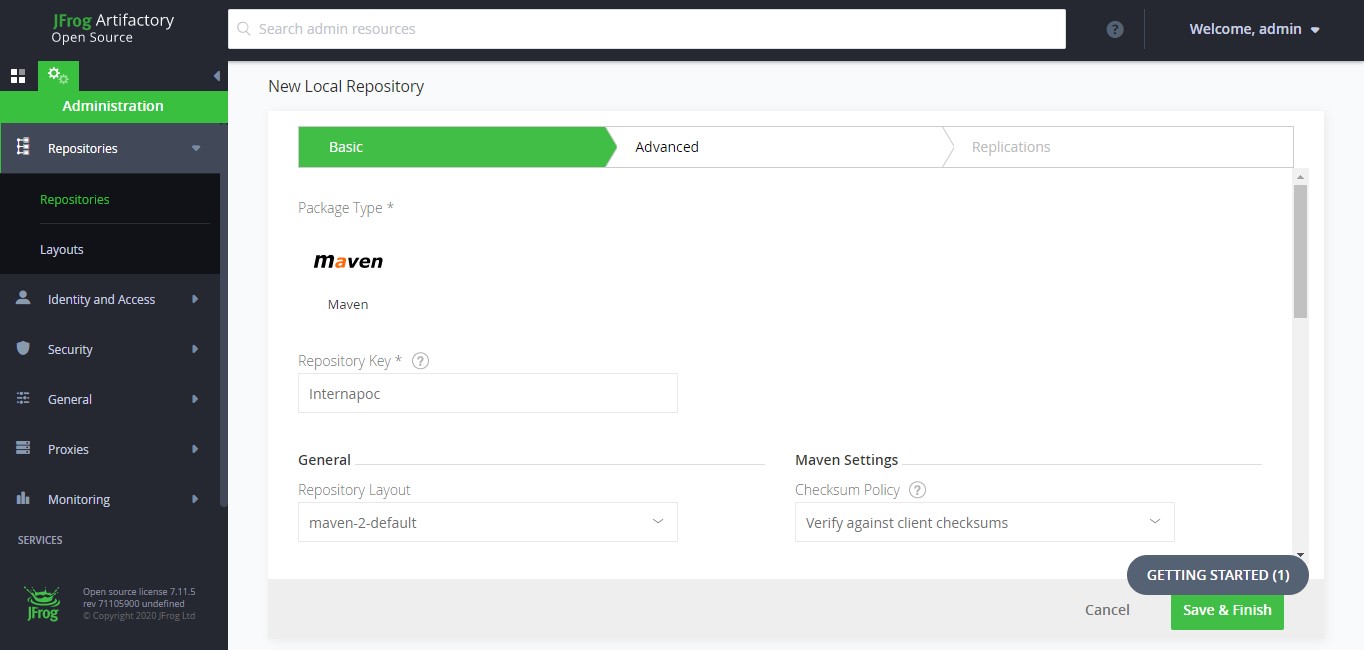 JFrog Artifactory
Open Source
Search admin resources
?
Welcome, admin
Administration
Repositories
Repositories
Layouts
Identity and Access
Security
General
Proxies
Monitoring
SERVICES
JFrog
Open source license 7.11.5
rev 71105900 undefined
© Copyright 2020 JFrog Ltd
New Local Repository
Basic
Advanced
Replications
Package Type *
maven
Maven
Repository Key * ?
Internapoc
General
Repository Layout
maven-2-default
Maven Settings
Checksum Policy ?
Verify against client checksums
GETTING STARTED (1)
Cancel
Save & Finish